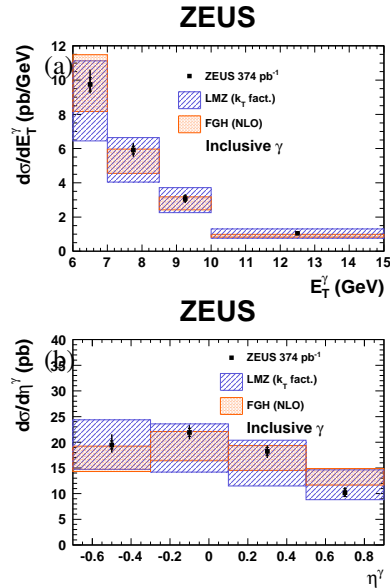 ZEUS
(a)
dσ/dE_T^γ (pb/GeV)
12
10
8
6
4
2
0
ZEUS 374 pb⁻¹
LMZ (k_T fact.)
FGH (NLO)
Inclusive γ
6 7 8 9 10 11 12 13 14 15
E_T^γ (GeV)
ZEUS
(b)
dσ/dη^γ (pb)
40
35
30
25
20
15
10
5
0
ZEUS 374 pb⁻¹
LMZ (k_T fact.)
FGH (NLO)
Inclusive γ
-0.6 -0.4 -0.2 0 0.2 0.4 0.6 0.8
η^γ